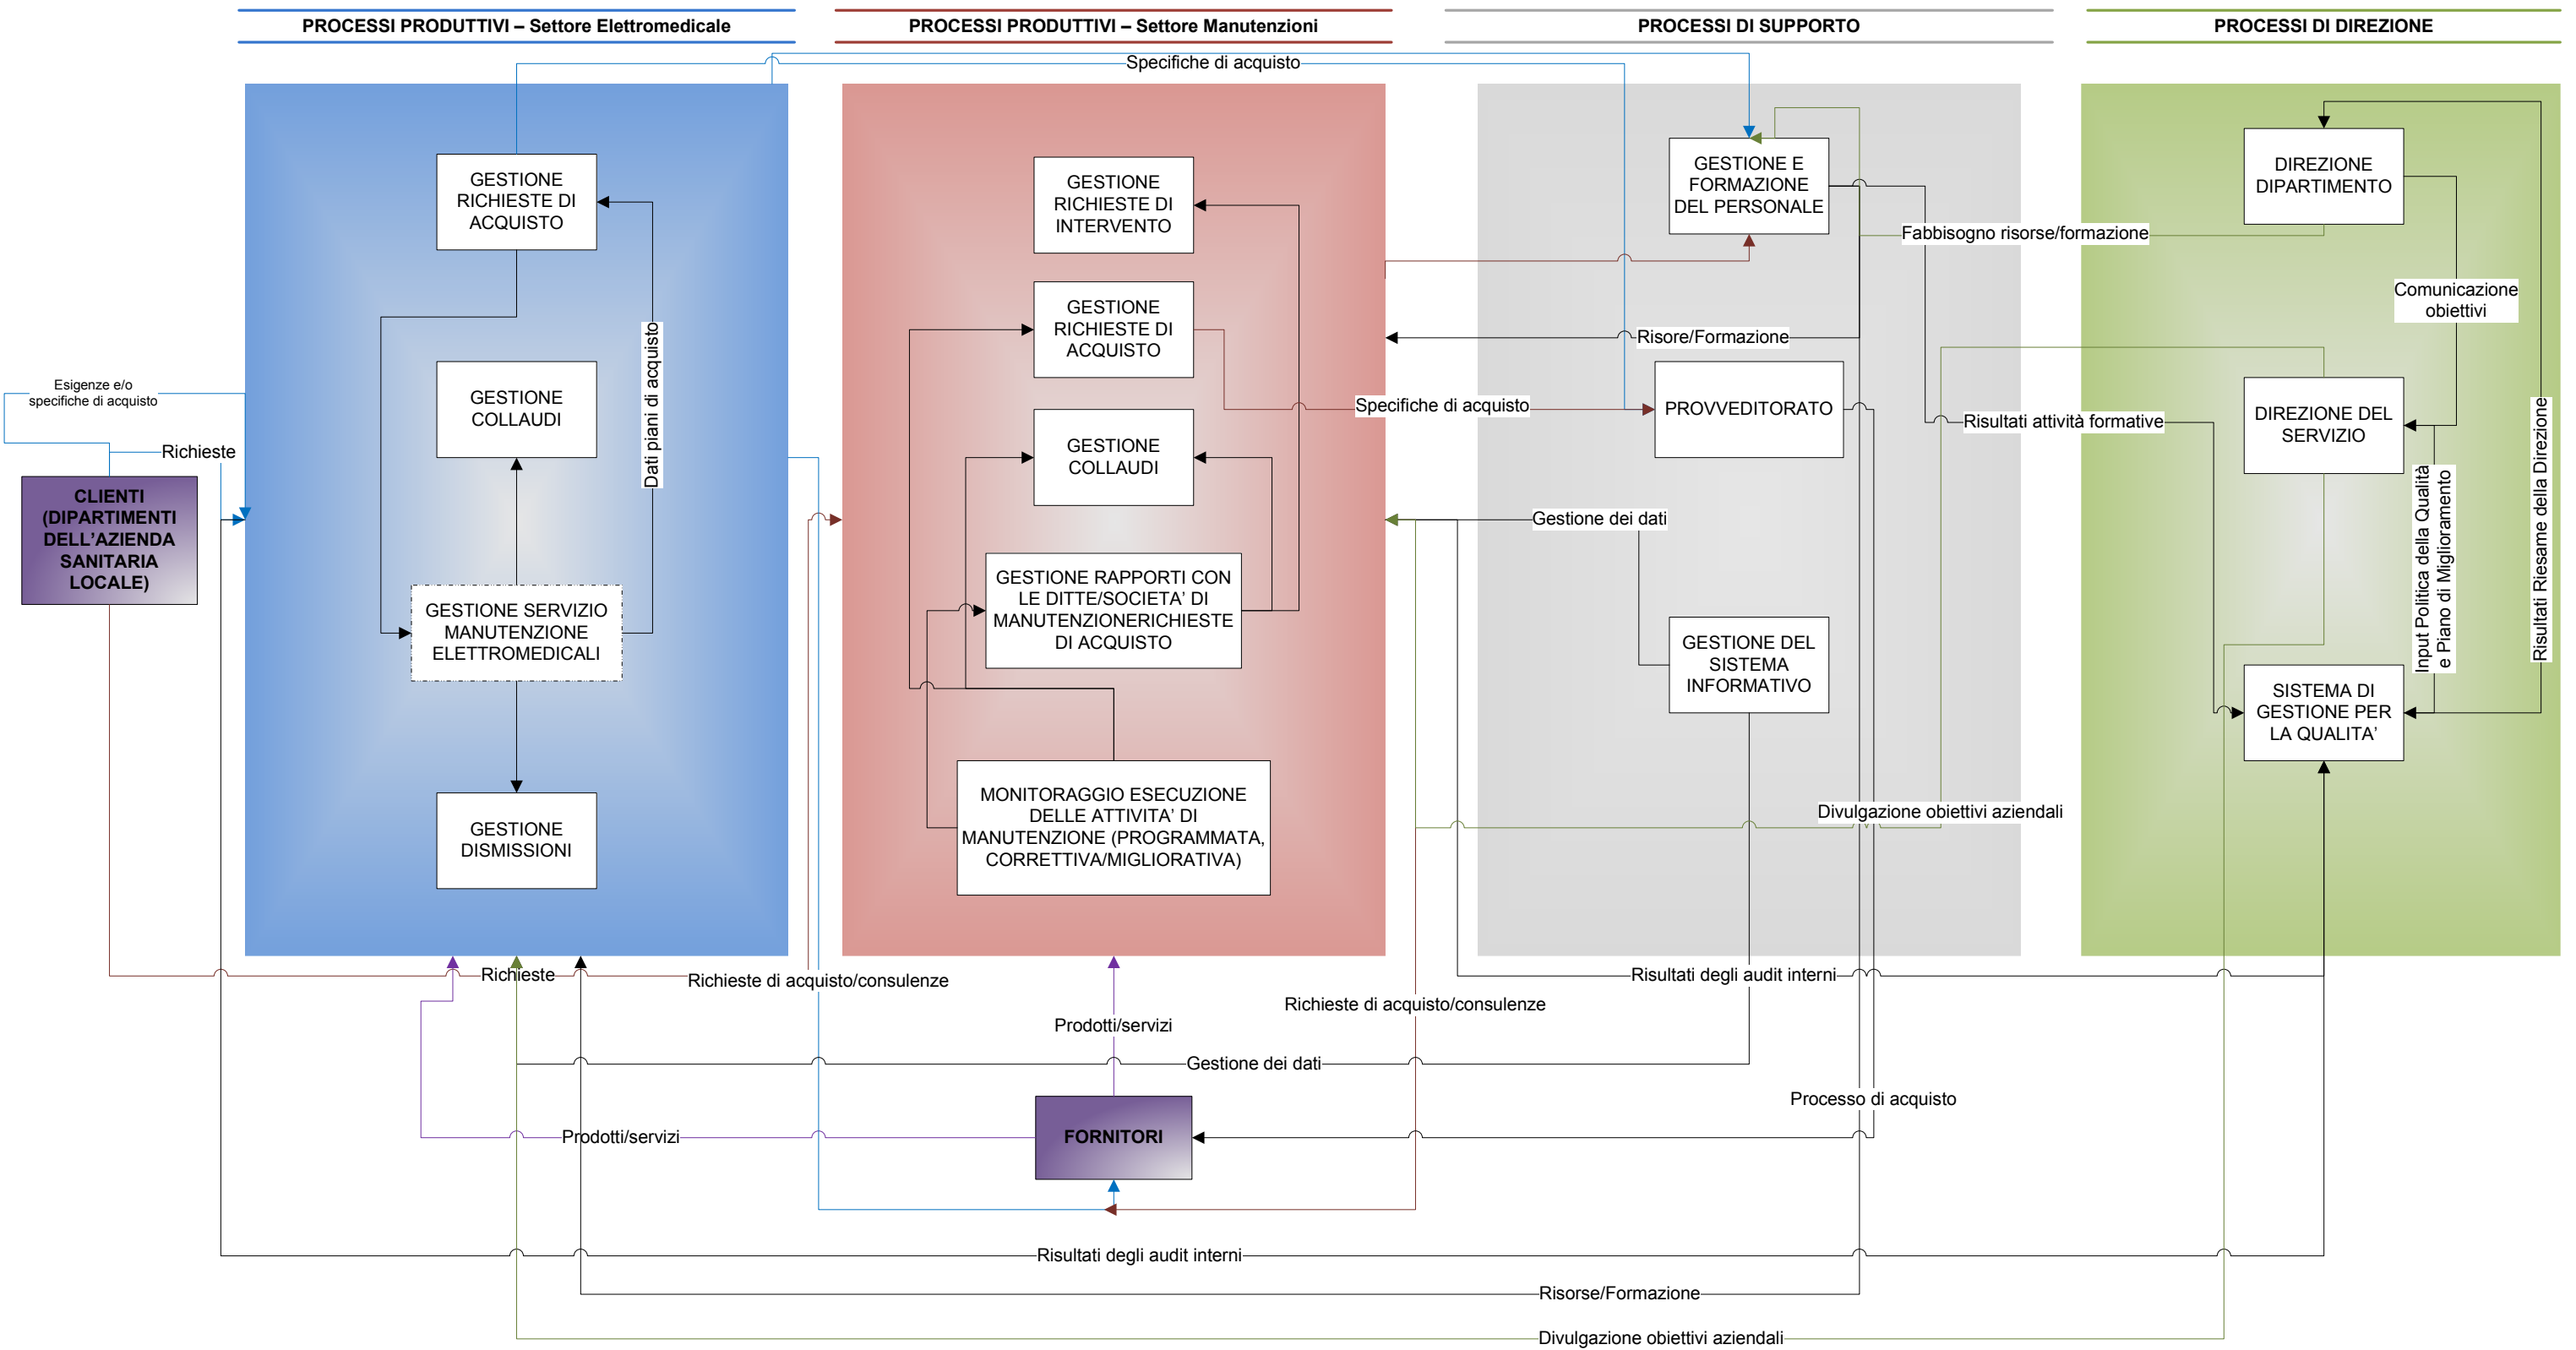 PROCESSI PRODUTTIVI – Settore Elettromedicale
PROCESSI PRODUTTIVI – Settore Manutenzioni
PROCESSI DI SUPPORTO
PROCESSI DI DIREZIONE
Specifiche di acquisto
GESTIONE
RICHIESTE DI
ACQUISTO
Dati piani di acquisto
GESTIONE
COLLAUDI
GESTIONE SERVIZIO
MANUTENZIONE
ELETTROMEDICALI
GESTIONE
DISMISSIONI
Esigenze e/o
specifiche di acquisto
Richieste
CLIENTI
(DIPARTIMENTI
DELL'AZIENDA
SANITARIA
LOCALE)
GESTIONE
RICHIESTE DI
INTERVENTO
GESTIONE
RICHIESTE DI
ACQUISTO
GESTIONE
COLLAUDI
GESTIONE RAPPORTI CON
LE DITTE/SOCIETA' DI
MANUTENZIONERICHIESTE
DI ACQUISTO
MONITORAGGIO ESECUZIONE
DELLE ATTIVITA' DI
MANUTENZIONE (PROGRAMMATA,
CORRETTIVA/MIGLIORATIVA)
GESTIONE E
FORMAZIONE
DEL PERSONALE
Fabbisogno risorse/formazione
Risore/Formazione
Specifiche di acquisto
PROVVEDITORATO
Risultati attività formative
Gestione dei dati
GESTIONE DEL
SISTEMA
INFORMATIVO
Divulgazione obiettivi aziendali
DIREZIONE
DIPARTIMENTO
Comunicazione
obiettivi
DIREZIONE DEL
SERVIZIO
Input Politica della Qualità
e Piano di Miglioramento
Risultati Riesame della Direzione
SISTEMA DI
GESTIONE PER
LA QUALITA'
Richieste
Richieste di acquisto/consulenze
Risultati degli audit interni
Richieste di acquisto/consulenze
Prodotti/servizi
Gestione dei dati
Processo di acquisto
Prodotti/servizi
FORNITORI
Risultati degli audit interni
Risorse/Formazione
Divulgazione obiettivi aziendali